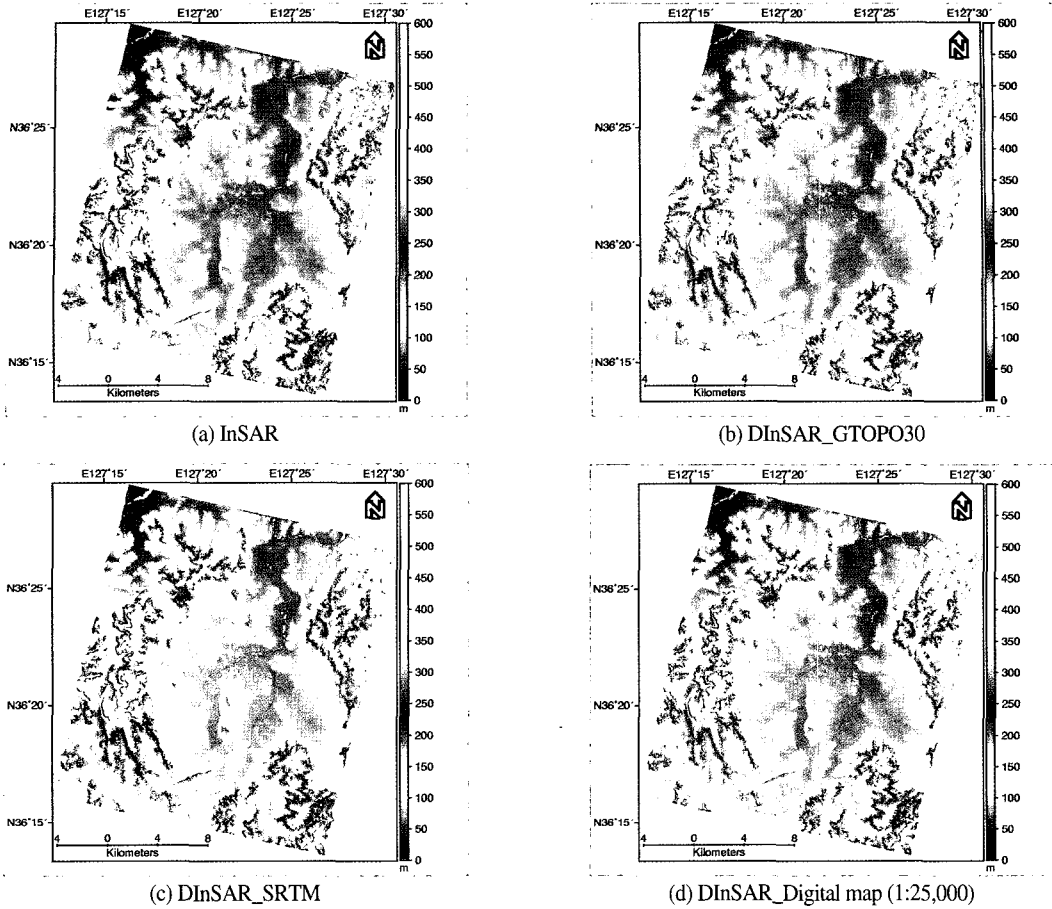 E127°15′ E127°20′ E127°25′ E127°30′
N
N36°25′
N36°20′
N36°15′
600
550
500
450
400
350
300
250
200
150
100
50
0
m
4 0 4 8
Kilometers
(a) InSAR
E127°15′ E127°20′ E127°25′ E127°30′
N
N36°25′
N36°20′
N36°15′
600
550
500
450
400
350
300
250
200
150
100
50
0
m
4 0 4 8
Kilometers
(b) DInSAR_GTOPO30
E127°15′ E127°20′ E127°25′ E127°30′
N
N36°25′
N36°20′
N36°15′
600
550
500
450
400
350
300
250
200
150
100
50
0
m
4 0 4 8
Kilometers
(c) DInSAR_SRTM
E127°15′ E127°20′ E127°25′ E127°30′
N
N36°25′
N36°20′
N36°15′
600
550
500
450
400
350
300
250
200
150
100
50
0
m
4 0 4 8
Kilometers
(d) DInSAR_Digital map (1:25,000)